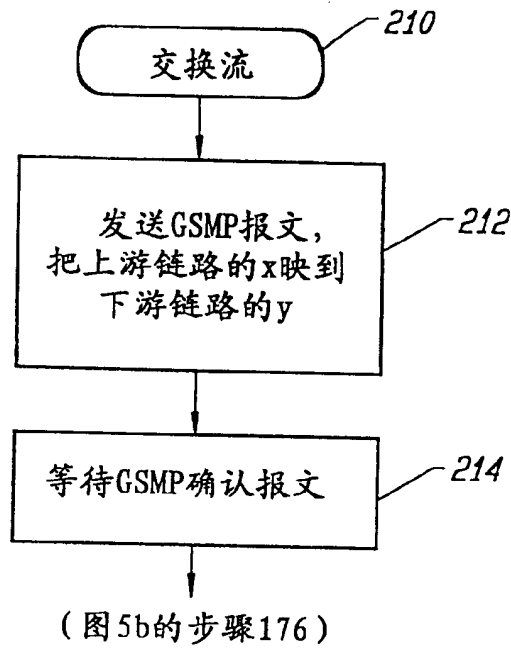 210
交换流
212
发送GSMP报文,
把上游链路的x映到
下游链路的y
214
等待GSMP确认报文
(图5b的步骤176)